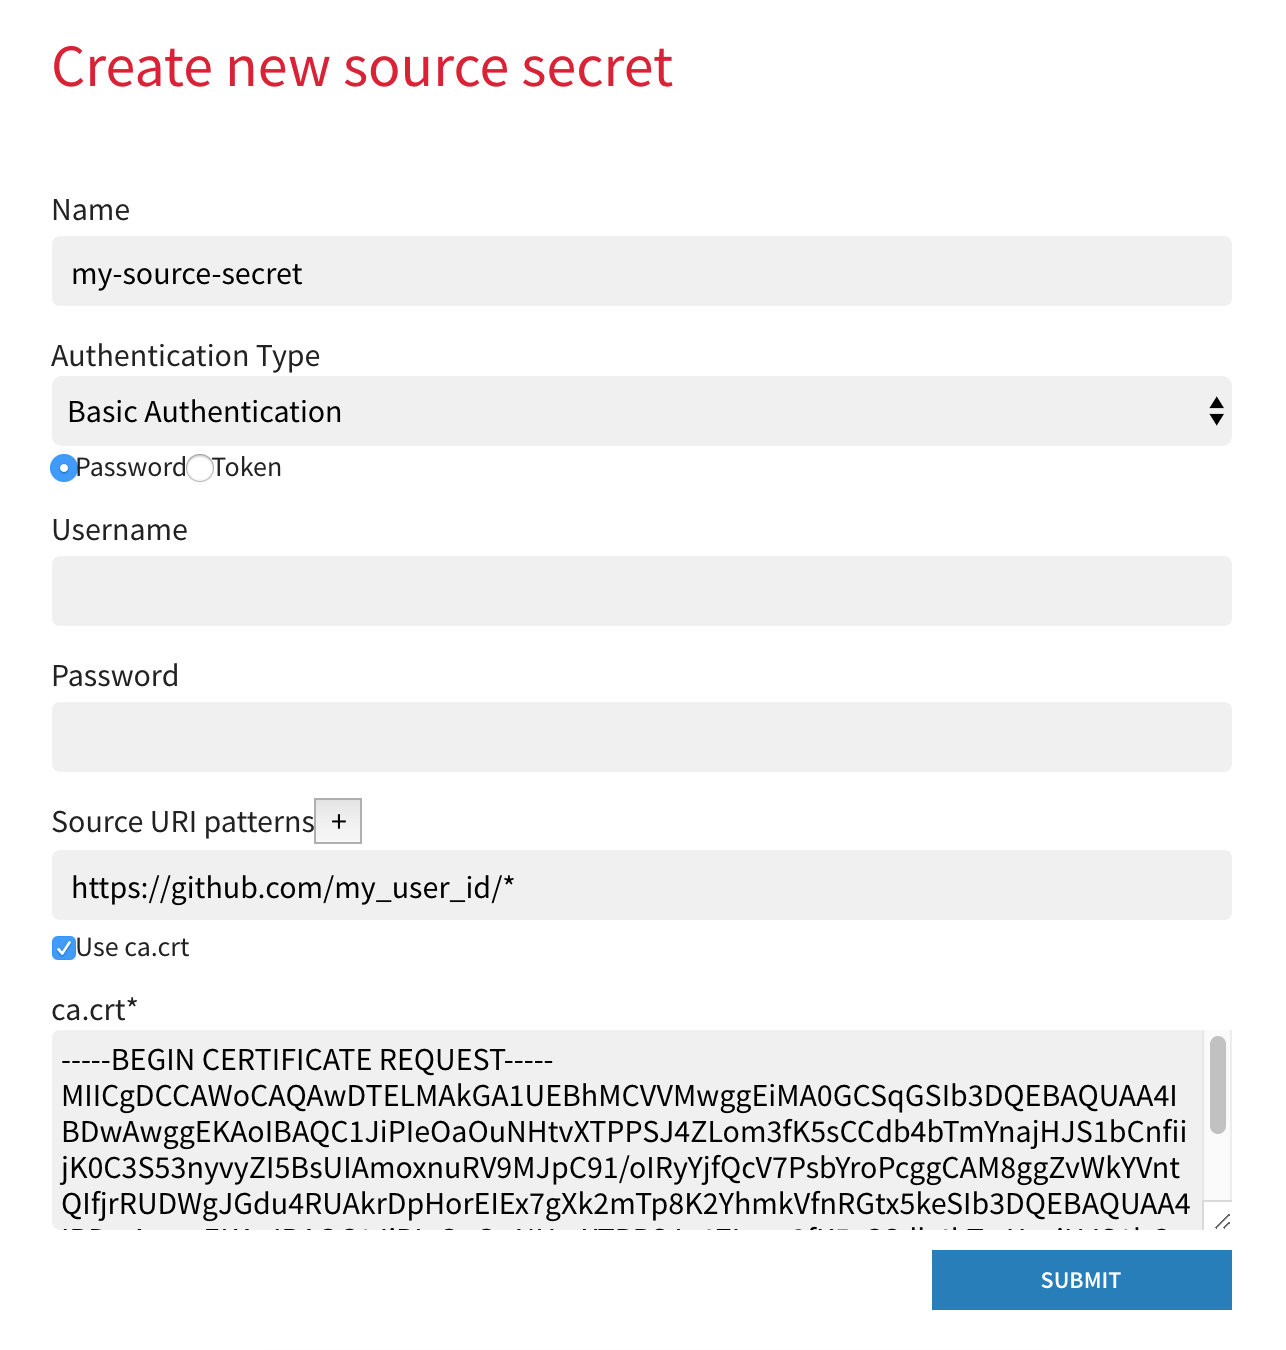 Create new source secret
Name
my-source-secret
Authentication Type
Basic Authentication
Password Token
Username
Password
Source URI patterns +
https://github.com/my_user_id/*
Use ca.crt
ca.crt*
-----BEGIN CERTIFICATE REQUEST-----
MIICgDCCAWoCAQAwDTELMAkGA1UEBhMCVVMwggEiMA0GCSqGSIb3DQEBAQUAA4I
BDwAwggEKAoIBAQC1JiPIeOaOuNHtvXTPPSJ4ZLom3fK5sCCdb4bTmYnajHJS1bCnfii
jK0C3S53nyvyZI5BsUIAmoxnuRV9MJpC91/oIRyYjfQcV7PsbYroPcggCAM8ggZvWkYVnt
QIfjrRUDWgJGdu4RUAkrDpHorEIEx7gXk2mTp8K2YhmkVfnRGtx5keSIb3DQEBAQUAA4
SUBMIT